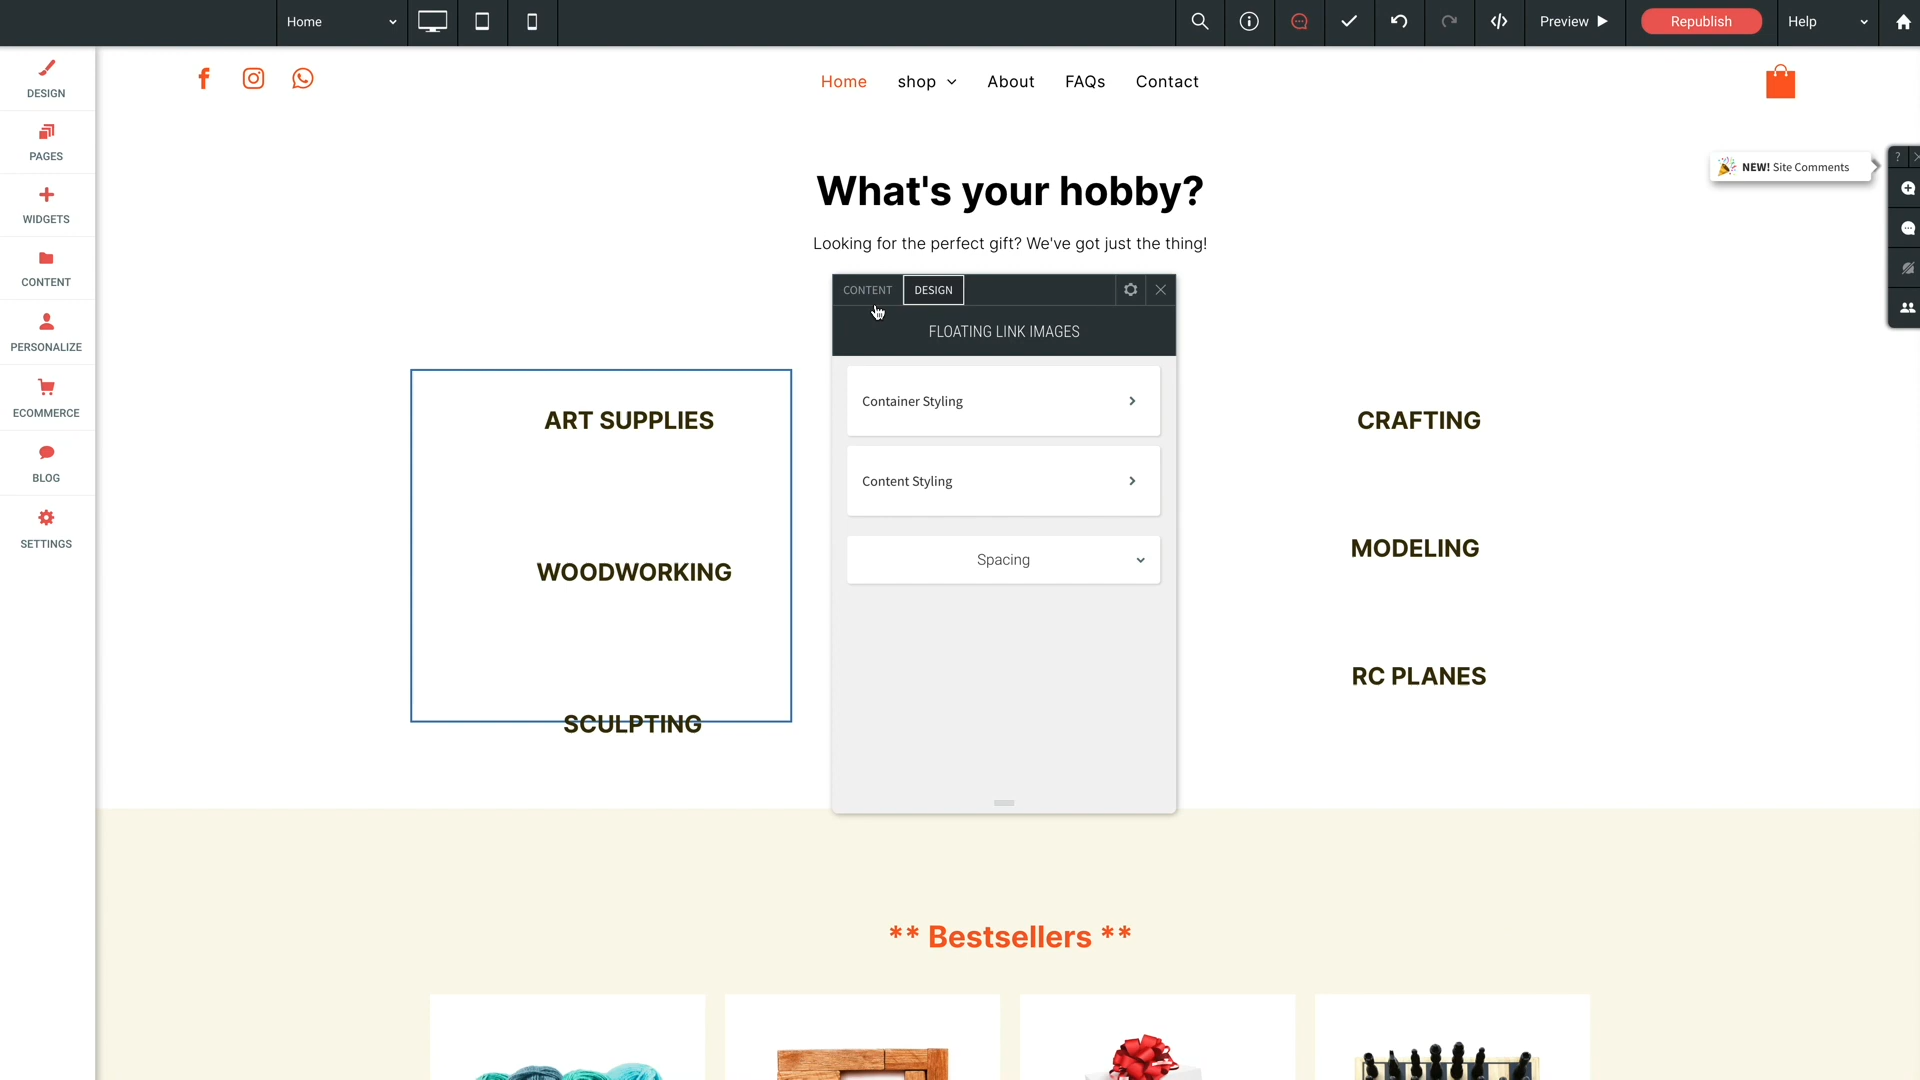 Home
Preview
Republish
Help
DESIGN
PAGES
WIDGETS
CONTENT
PERSONALIZE
ECOMMERCE
BLOG
SETTINGS
Home
shop
About
FAQs
Contact
NEW! Site Comments
?
What's your hobby?
Looking for the perfect gift? We've got just the thing!
CONTENT
DESIGN
FLOATING LINK IMAGES
Container Styling
Content Styling
Spacing
ART SUPPLIES
WOODWORKING
SCULPTING
CRAFTING
MODELING
RC PLANES
** Bestsellers **